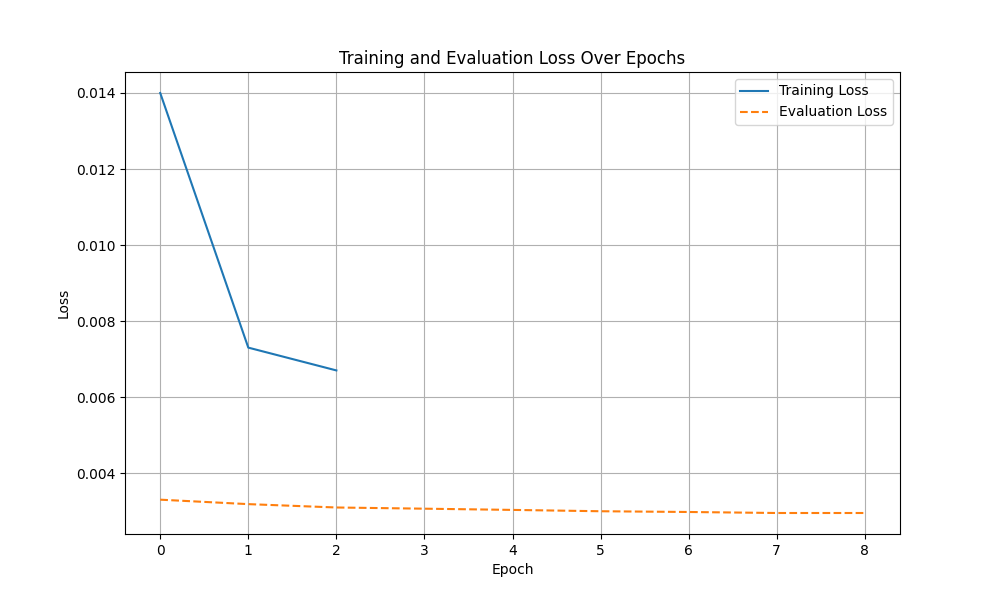 Training and Evaluation Loss Over Epochs
Training Loss
Evaluation Loss
0.014
0.012
0.010
0.008
0.006
0.004
Loss
0 1 2 3 4 5 6 7 8
Epoch